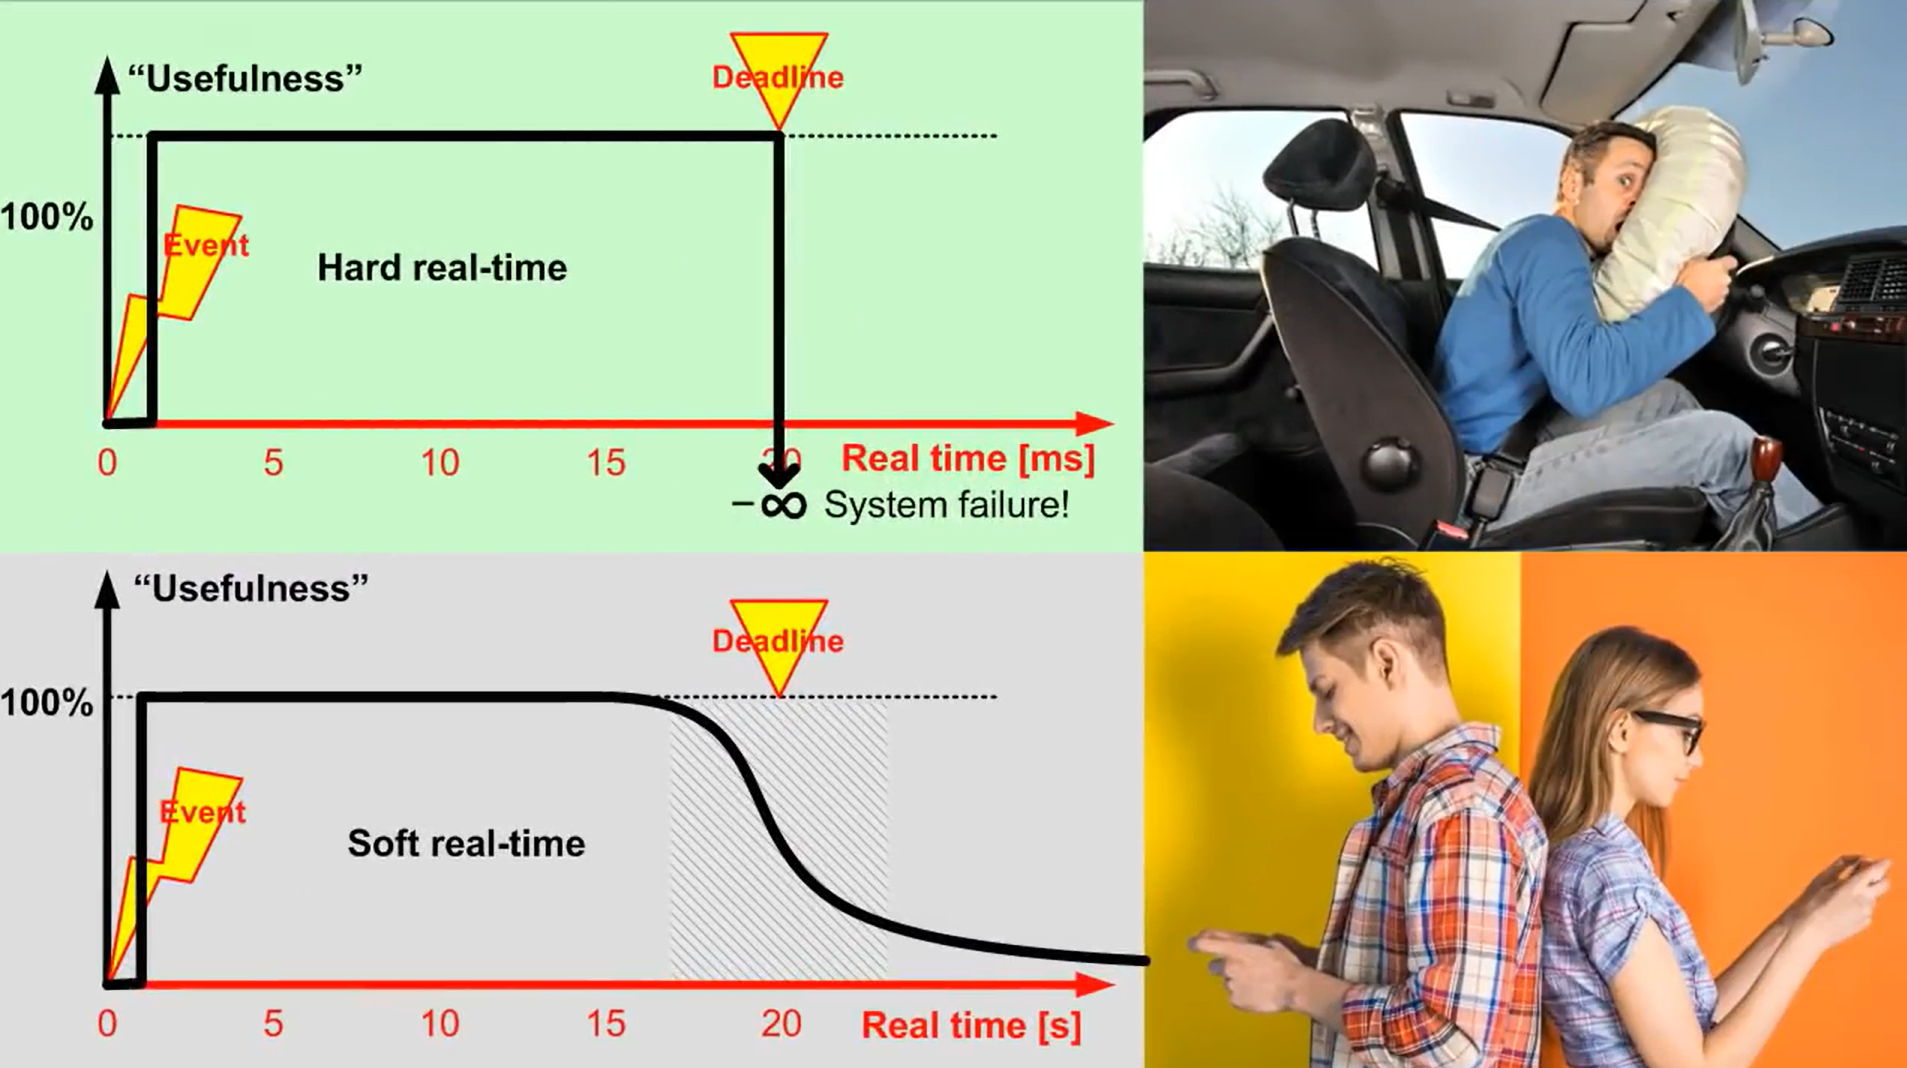 “Usefulness”
Deadline
100%
Event
Hard real-time
0 5 10 15 20 Real time [ms]
–∞ System failure!
“Usefulness”
Deadline
100%
Event
Soft real-time
0 5 10 15 20 Real time [s]